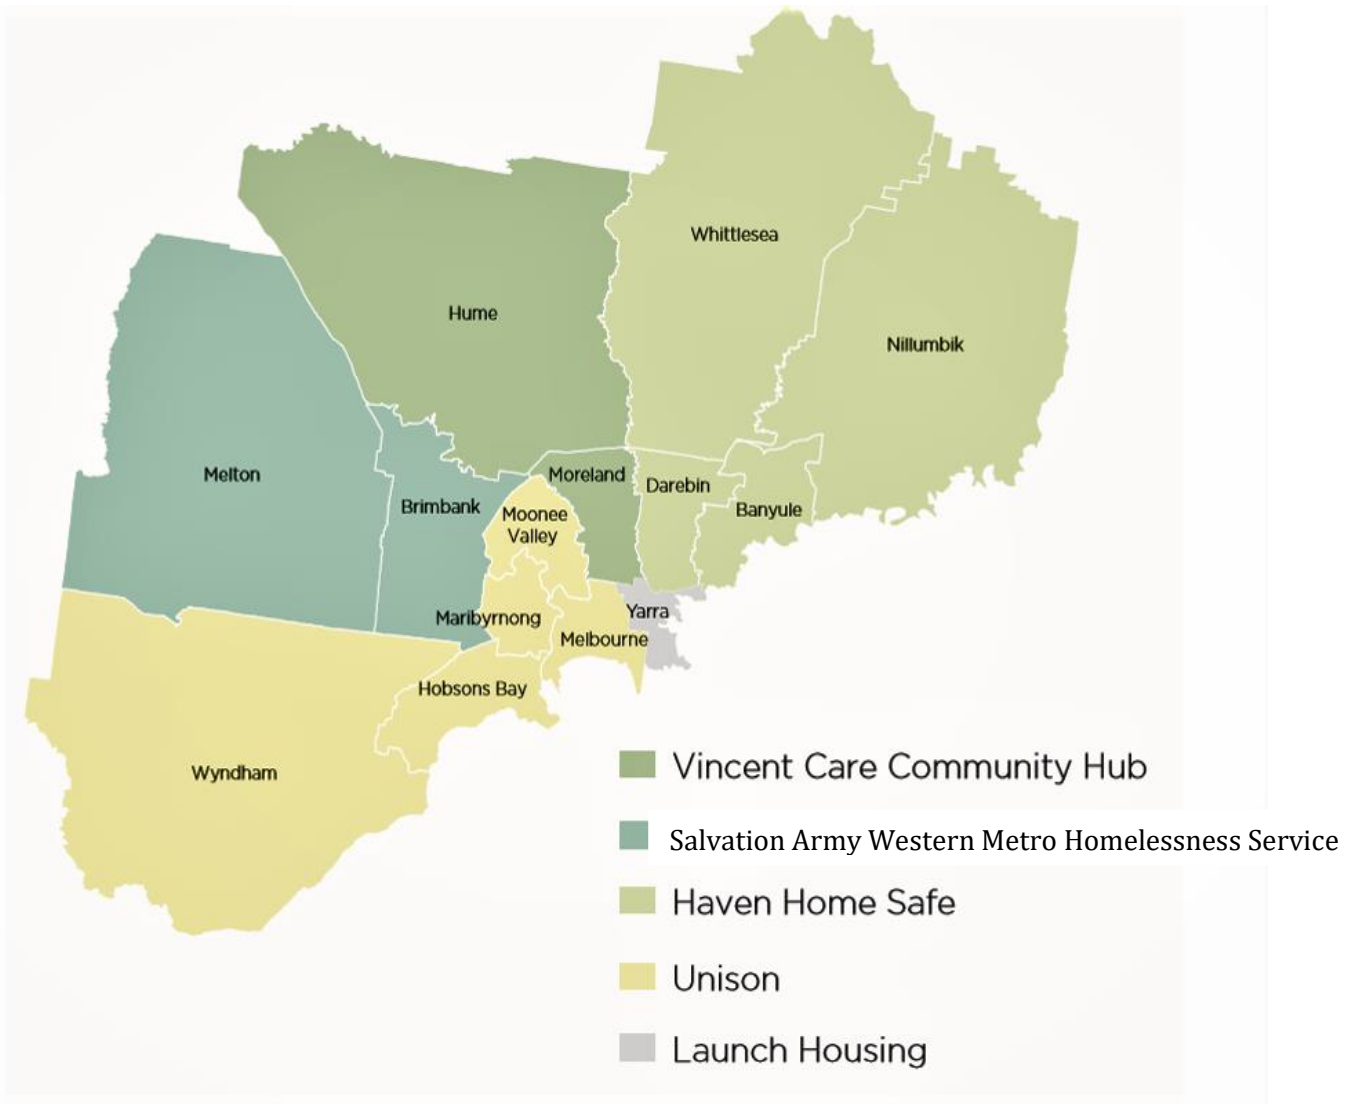 Whittlesea
Hume
Nillumbik
Melton
Moreland
Darebin
Brimbank
Banyule
Moonee
Valley
Maribyrnong
Yarra
Melbourne
Hobsons Bay
Wyndham
Vincent Care Community Hub
Salvation Army Western Metro Homelessness Service
Haven Home Safe
Unison
Launch Housing